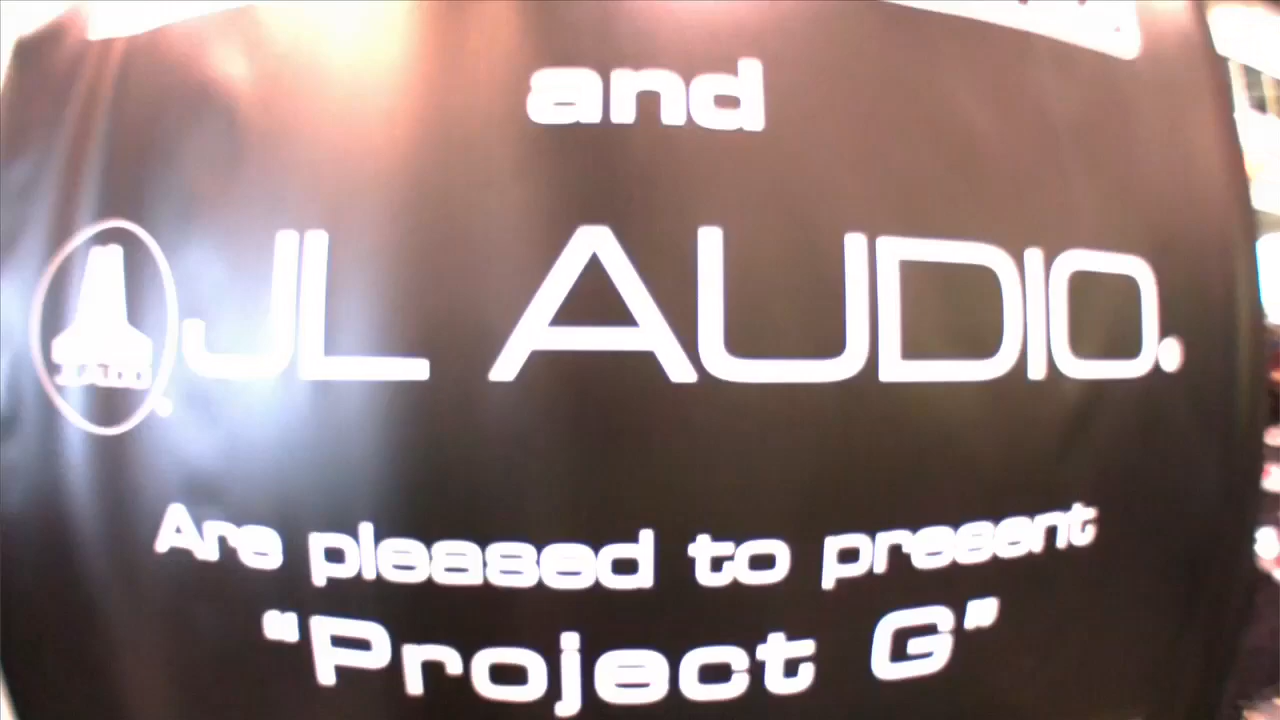 and
JL AUDIO.
Are pleased to present
“Project G”